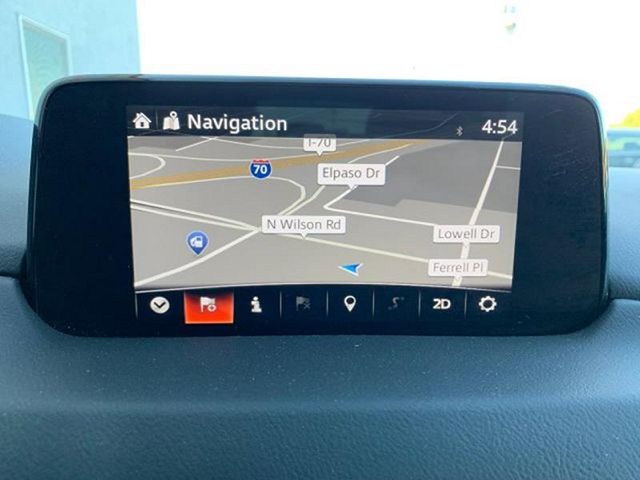 Navigation
4:54
I-70
70
Elpaso Dr
N Wilson Rd
Lowell Dr
Ferrell Pl
2D